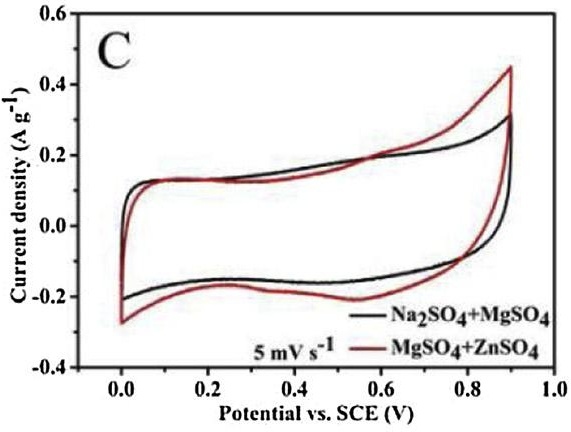 C
Current density (A g-1)
0.6
0.4
0.2
0.0
-0.2
-0.4
Na2SO4+MgSO4
5 mV s-1
MgSO4+ZnSO4
0.0 0.2 0.4 0.6 0.8 1.0
Potential vs. SCE (V)